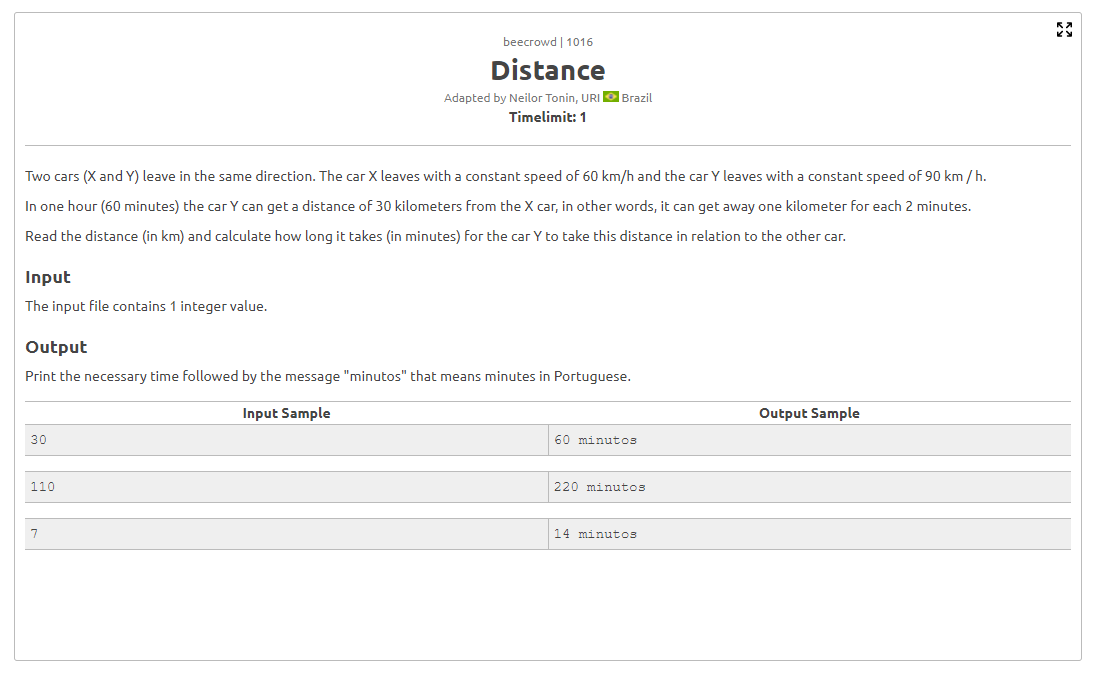 beecrowd | 1016
Distance
Adapted by Neilor Tonin, URI Brazil
Timelimit: 1
Two cars (X and Y) leave in the same direction. The car X leaves with a constant speed of 60 km/h and the car Y leaves with a constant speed of 90 km / h.
In one hour (60 minutes) the car Y can get a distance of 30 kilometers from the X car, in other words, it can get away one kilometer for each 2 minutes.
Read the distance (in km) and calculate how long it takes (in minutes) for the car Y to take this distance in relation to the other car.
Input
The input file contains 1 integer value.
Output
Print the necessary time followed by the message "minutos" that means minutes in Portuguese.
Input Sample Output Sample
30 60 minutos
110 220 minutos
7 14 minutos